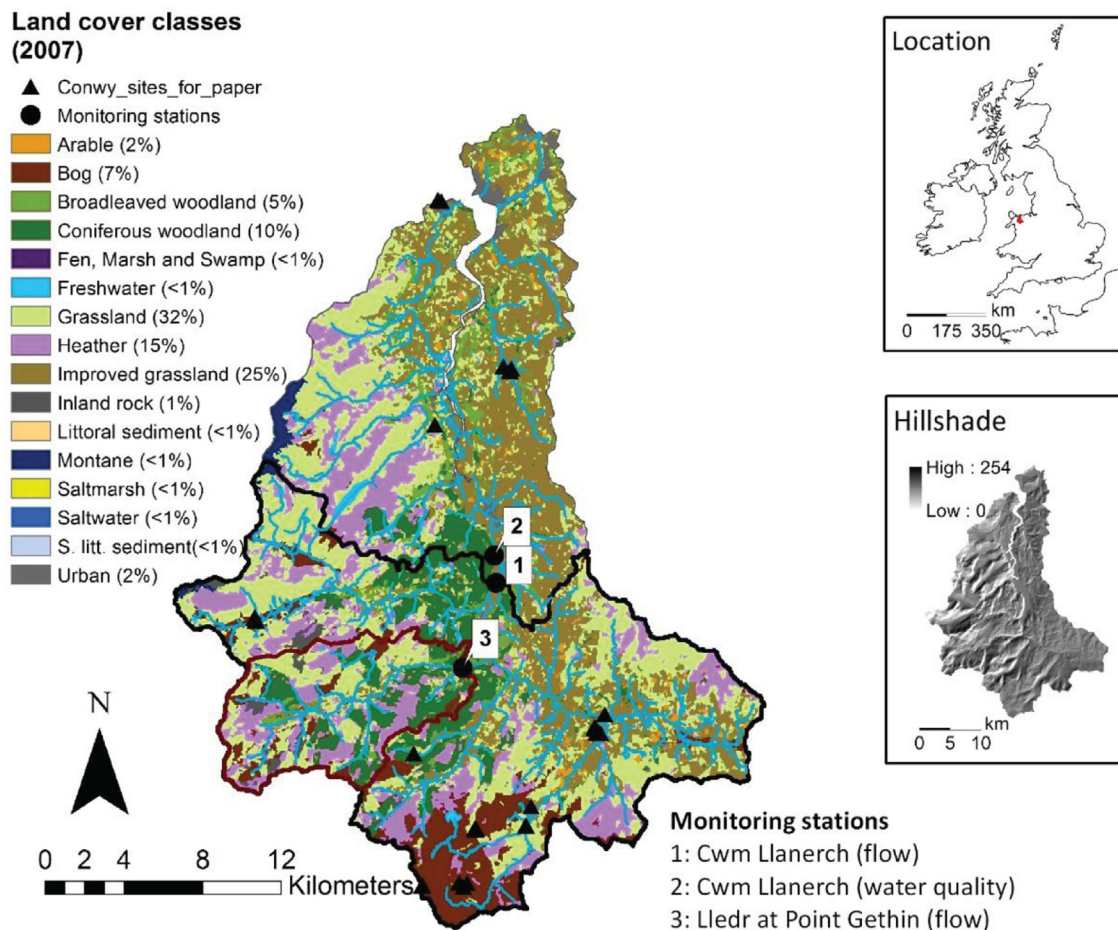 Land cover classes
(2007)
Conwy_sites_for_paper
Monitoring stations
Arable (2%)
Bog (7%)
Broadleaved woodland (5%)
Coniferous woodland (10%)
Fen, Marsh and Swamp (<1%)
Freshwater (<1%)
Grassland (32%)
Heather (15%)
Improved grassland (25%)
Inland rock (1%)
Littoral sediment (<1%)
Montane (<1%)
Saltmarsh (<1%)
Saltwater (<1%)
S. litt. sediment(<1%)
Urban (2%)
2
1
3
N
0 2 4 8 12
Kilometers
Location
km
0 175 350
Hillshade
High : 254
Low : 0
km
0 5 10
Monitoring stations
1: Cwm Llanerch (flow)
2: Cwm Llanerch (water quality)
3: Lledr at Point Gethin (flow)